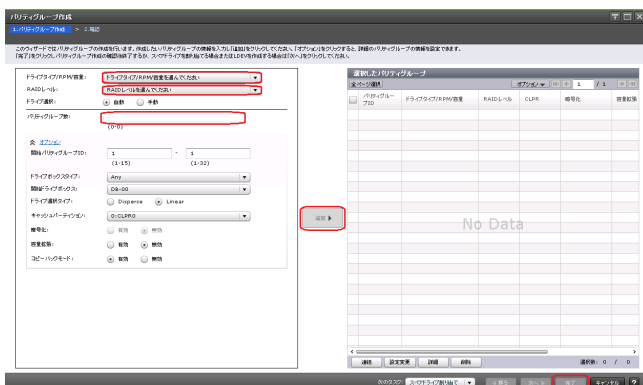 パリティグループ作成
1.パリティグループ作成 > 2.確認
このウィザードではパリティグループの作成を行います。作成したいパリティグループの情報を入力し「追加」をクリックしてください。「オプション」をクリックすると、詳細のパリティグループの情報を設定できます。
「完了」をクリックしパリティグループ作成の確認後終了するか、スペアドライブを割り当てる場合またはLDEVを作成する場合は「次へ」をクリックしてください。
ドライブタイプ/RPM/容量: ドライブタイプ/RPM/容量を選んでください
RAIDレベル: RAIDレベルを選んでください
ドライブ選択: 自動 手動
パリティグループ数:
(0-0)
オプション
開始パリティグループID: 1 - 1
(1-15) (1-32)
ドライブボックスタイプ: Any
開始ドライブボックス: DB-00
ドライブ選択タイプ: Disperse Linear
キャッシュパーティション: 0:CLPR0
暗号化: 有効 無効
容量拡張: 有効 無効
コピーバックモード: 有効 無効
追加
選択したパリティグループ
全ページ選択 オプション 1 / 1
パリティグループID ドライブタイプ/RPM/容量 RAIDレベル CLPR 暗号化 容量拡張
No Data
連結 設定変更 詳細 削除 選択数: 0 / 0
次のタスク: スペアドライブ割り当て 戻る 次へ 完了 キャンセル ?